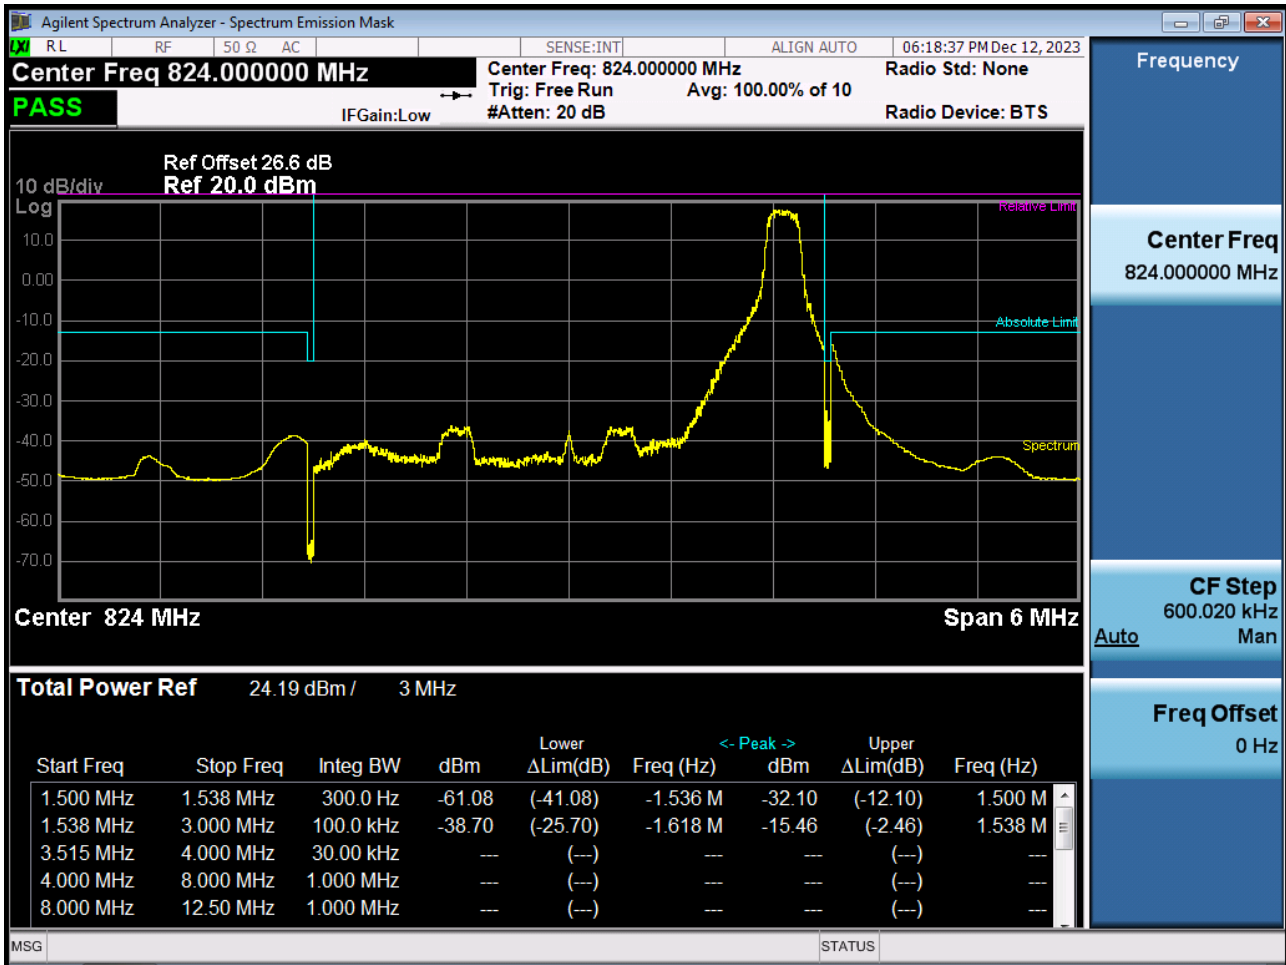 Agilent Spectrum Analyzer - Spectrum Emission Mask
LXI RL RF 50 Ω AC SENSE:INT ALIGN AUTO 06:18:37 PM Dec 12, 2023
Center Freq 824.000000 MHz
Center Freq: 824.000000 MHz Radio Std: None
Trig: Free Run Avg: 100.00% of 10
PASS
IFGain:Low #Atten: 20 dB Radio Device: BTS
Ref Offset 26.6 dB
10 dB/div Ref 20.0 dBm
Log
Relative Limit
10.0
0.00
-10.0
Absolute Limit
-20.0
-30.0
-40.0
Spectrum
-50.0
-60.0
-70.0
Center 824 MHz Span 6 MHz
Total Power Ref 24.19 dBm / 3 MHz
Lower <- Peak -> Upper
Start Freq Stop Freq Integ BW dBm ΔLim(dB) Freq (Hz) dBm ΔLim(dB) Freq (Hz)
1.500 MHz 1.538 MHz 300.0 Hz -61.08 (-41.08) -1.536 M -32.10 (-12.10) 1.500 M
1.538 MHz 3.000 MHz 100.0 kHz -38.70 (-25.70) -1.618 M -15.46 (-2.46) 1.538 M
3.515 MHz 4.000 MHz 30.00 kHz --- (---) --- --- (---) ---
4.000 MHz 8.000 MHz 1.000 MHz --- (---) --- --- (---) ---
8.000 MHz 12.50 MHz 1.000 MHz --- (---) --- --- (---) ---
MSG STATUS
Frequency
Center Freq
824.000000 MHz
CF Step
600.020 kHz
Auto Man
Freq Offset
0 Hz